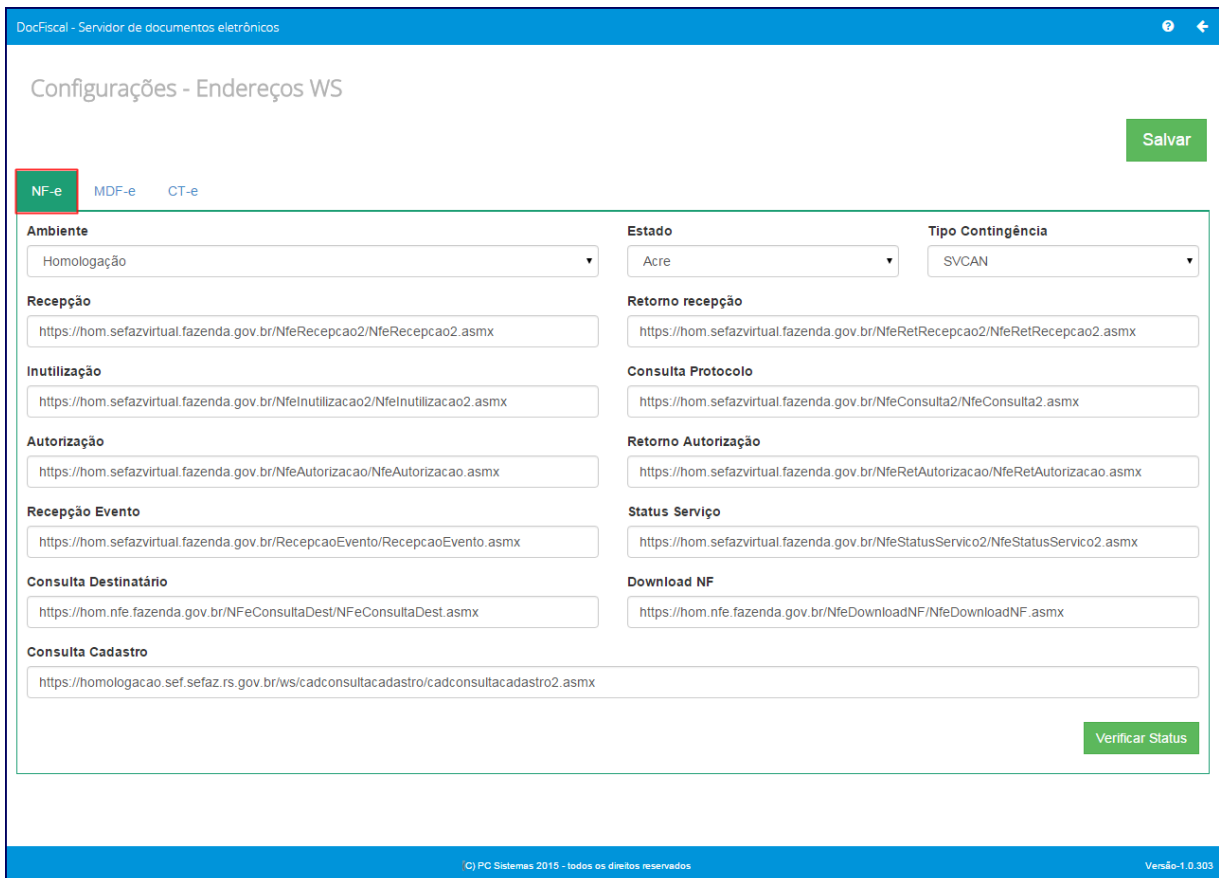 DocFiscal - Servidor de documentos eletrônicos
Configurações - Endereços WS
Salvar
NF-e MDF-e CT-e
Ambiente Estado Tipo Contingência
Homologação Acre SVCAN
Recepção Retorno recepção
https://hom.sefazvirtual.fazenda.gov.br/NfeRecepcao2/NfeRecepcao2.asmx https://hom.sefazvirtual.fazenda.gov.br/NfeRetRecepcao2/NfeRetRecepcao2.asmx
Inutilização Consulta Protocolo
https://hom.sefazvirtual.fazenda.gov.br/NfeInutilizacao2/NfeInutilizacao2.asmx https://hom.sefazvirtual.fazenda.gov.br/NfeConsulta2/NfeConsulta2.asmx
Autorização Retorno Autorização
https://hom.sefazvirtual.fazenda.gov.br/NfeAutorizacao/NfeAutorizacao.asmx https://hom.sefazvirtual.fazenda.gov.br/NfeRetAutorizacao/NfeRetAutorizacao.asmx
Recepção Evento Status Serviço
https://hom.sefazvirtual.fazenda.gov.br/RecepcaoEvento/RecepcaoEvento.asmx https://hom.sefazvirtual.fazenda.gov.br/NfeStatusServico2/NfeStatusServico2.asmx
Consulta Destinatário Download NF
https://hom.nfe.fazenda.gov.br/NFeConsultaDest/NFeConsultaDest.asmx https://hom.nfe.fazenda.gov.br/NfeDownloadNF/NfeDownloadNF.asmx
Consulta Cadastro
https://homologacao.sef.sefaz.rs.gov.br/ws/cadconsultacadastro/cadconsultacadastro2.asmx
Verificar Status
(C) PC Sistemas 2015 - todos os direitos reservados Versão-1.0.303